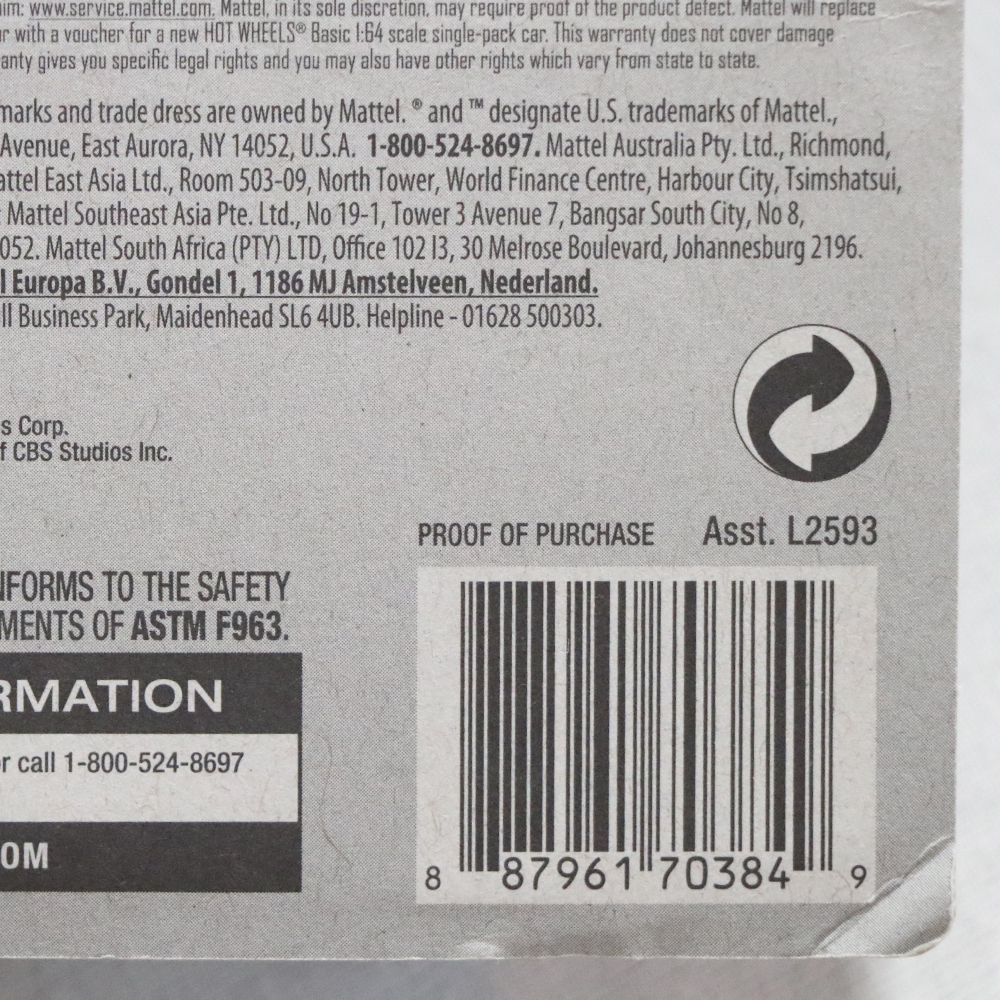 im: www.service.mattel.com. Mattel, in its sole discretion, may require proof of the product defect. Mattel will replace
r with a voucher for a new HOT WHEELS® Basic 1:64 scale single-pack car. This warranty does not cover damage
anty gives you specific legal rights and you may also have other rights which vary from state to state.
marks and trade dress are owned by Mattel. ® and ™ designate U.S. trademarks of Mattel.,
Avenue, East Aurora, NY 14052, U.S.A. 1-800-524-8697. Mattel Australia Pty. Ltd., Richmond,
attel East Asia Ltd., Room 503-09, North Tower, World Finance Centre, Harbour City, Tsimshatsui,
Mattel Southeast Asia Pte. Ltd., No 19-1, Tower 3 Avenue 7, Bangsar South City, No 8,
052. Mattel South Africa (PTY) LTD, Office 102 I3, 30 Melrose Boulevard, Johannesburg 2196.
l Europa B.V., Gondel 1, 1186 MJ Amstelveen, Nederland.
ll Business Park, Maidenhead SL6 4UB. Helpline - 01628 500303.
s Corp.
f CBS Studios Inc.
PROOF OF PURCHASE Asst. L2593
NFORMS TO THE SAFETY
MENTS OF ASTM F963.
RMATION
r call 1-800-524-8697
OM
8 87961 70384 9